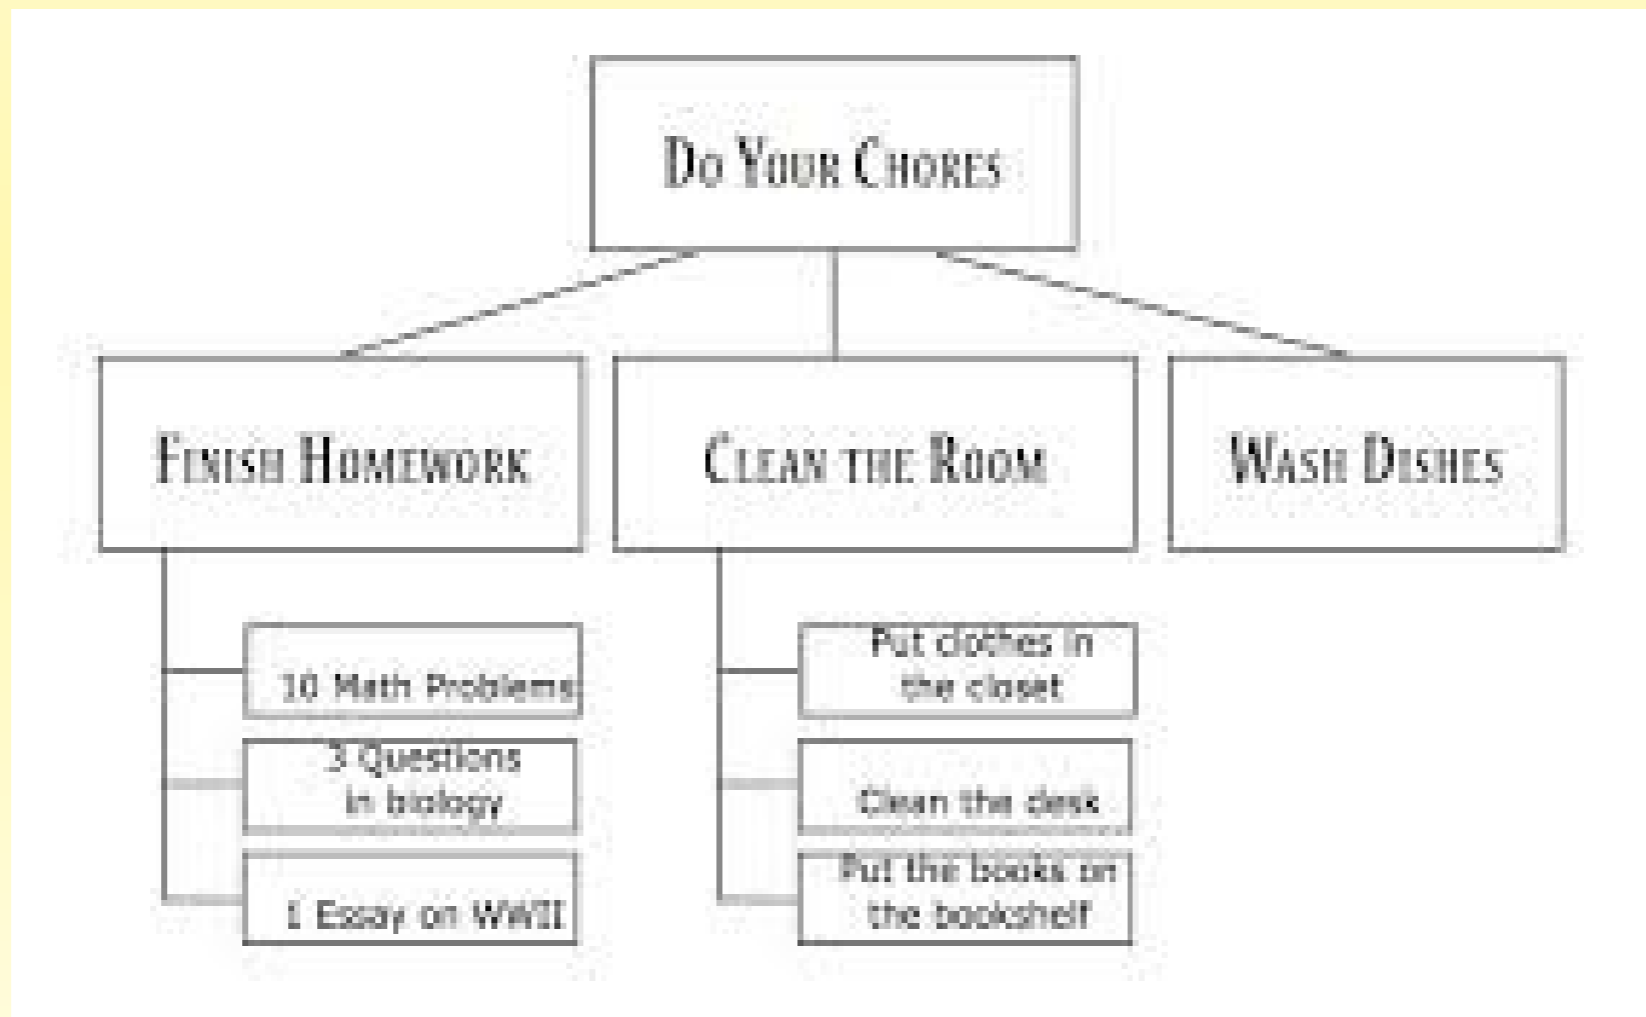 Do Your Chores
Finish Homework
Clean the Room
Wash Dishes
10 Math Problems
3 Questions
in biology
1 Essay on WWII
Put clothes in
the closet
Clean the desk
Put the books on
the bookshelf